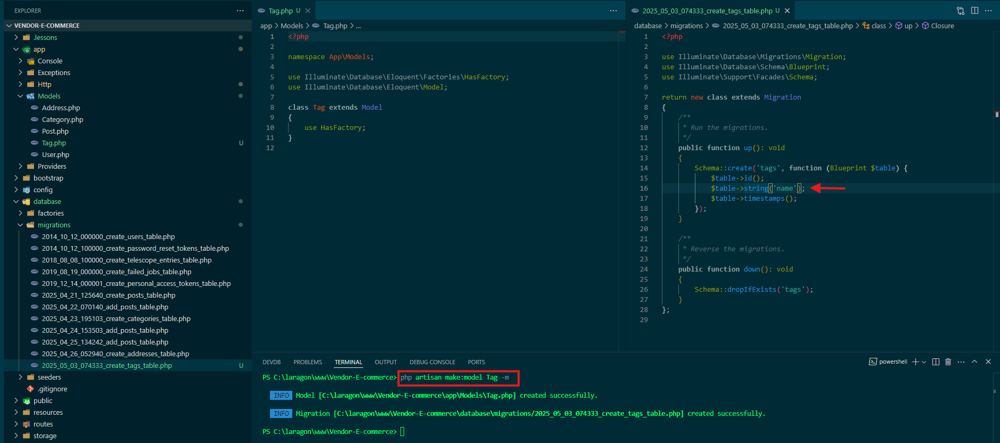 EXPLORER
VENDOR-E-COMMERCE
.lessons
app
Console
Exceptions
Http
Models
Address.php
Category.php
Post.php
Tag.php U
User.php
Providers
bootstrap
config
database
factories
migrations
2014_10_12_000000_create_users_table.php
2014_10_12_100000_create_password_reset_tokens_table.php
2018_08_08_100000_create_telescope_entries_table.php
2019_08_19_000000_create_failed_jobs_table.php
2019_12_14_000001_create_personal_access_tokens_table.php
2025_04_21_125640_create_posts_table.php
2025_04_22_070140_add_posts_table.php
2025_04_23_195103_create_categories_table.php
2025_04_24_153503_add_posts_table.php
2025_04_25_134242_add_posts_table.php
2025_04_26_052940_create_addresses_table.php
2025_05_03_074333_create_tags_table.php U
seeders
.gitignore
public
resources
routes
storage
Tag.php U
app > Models > Tag.php > ...
1 <?php
2
3 namespace App\Models;
4
5 use Illuminate\Database\Eloquent\Factories\HasFactory;
6 use Illuminate\Database\Eloquent\Model;
7
8 class Tag extends Model
9 {
10 use HasFactory;
11 }
12
2025_05_03_074333_create_tags_table.php U
database > migrations > 2025_05_03_074333_create_tags_table.php > class > up > Closure
1 <?php
2
3 use Illuminate\Database\Migrations\Migration;
4 use Illuminate\Database\Schema\Blueprint;
5 use Illuminate\Support\Facades\Schema;
6
7 return new class extends Migration
8 {
9 /**
10 * Run the migrations.
11 */
12 public function up(): void
13 {
14 Schema::create('tags', function (Blueprint $table) {
15 $table->id();
16 $table->string('name');
17 $table->timestamps();
18 });
19 }
20
21 /**
22 * Reverse the migrations.
23 */
24 public function down(): void
25 {
26 Schema::dropIfExists('tags');
27 }
28 };
29
DEVDB PROBLEMS TERMINAL OUTPUT DEBUG CONSOLE PORTS powershell
PS C:\laragon\www\Vendor-E-commerce> php artisan make:model Tag -m
INFO Model [C:\laragon\www\Vendor-E-commerce\app\Models\Tag.php] created successfully.
INFO Migration [C:\laragon\www\Vendor-E-commerce\database\migrations/2025_05_03_074333_create_tags_table.php] created successfully.
PS C:\laragon\www\Vendor-E-commerce>